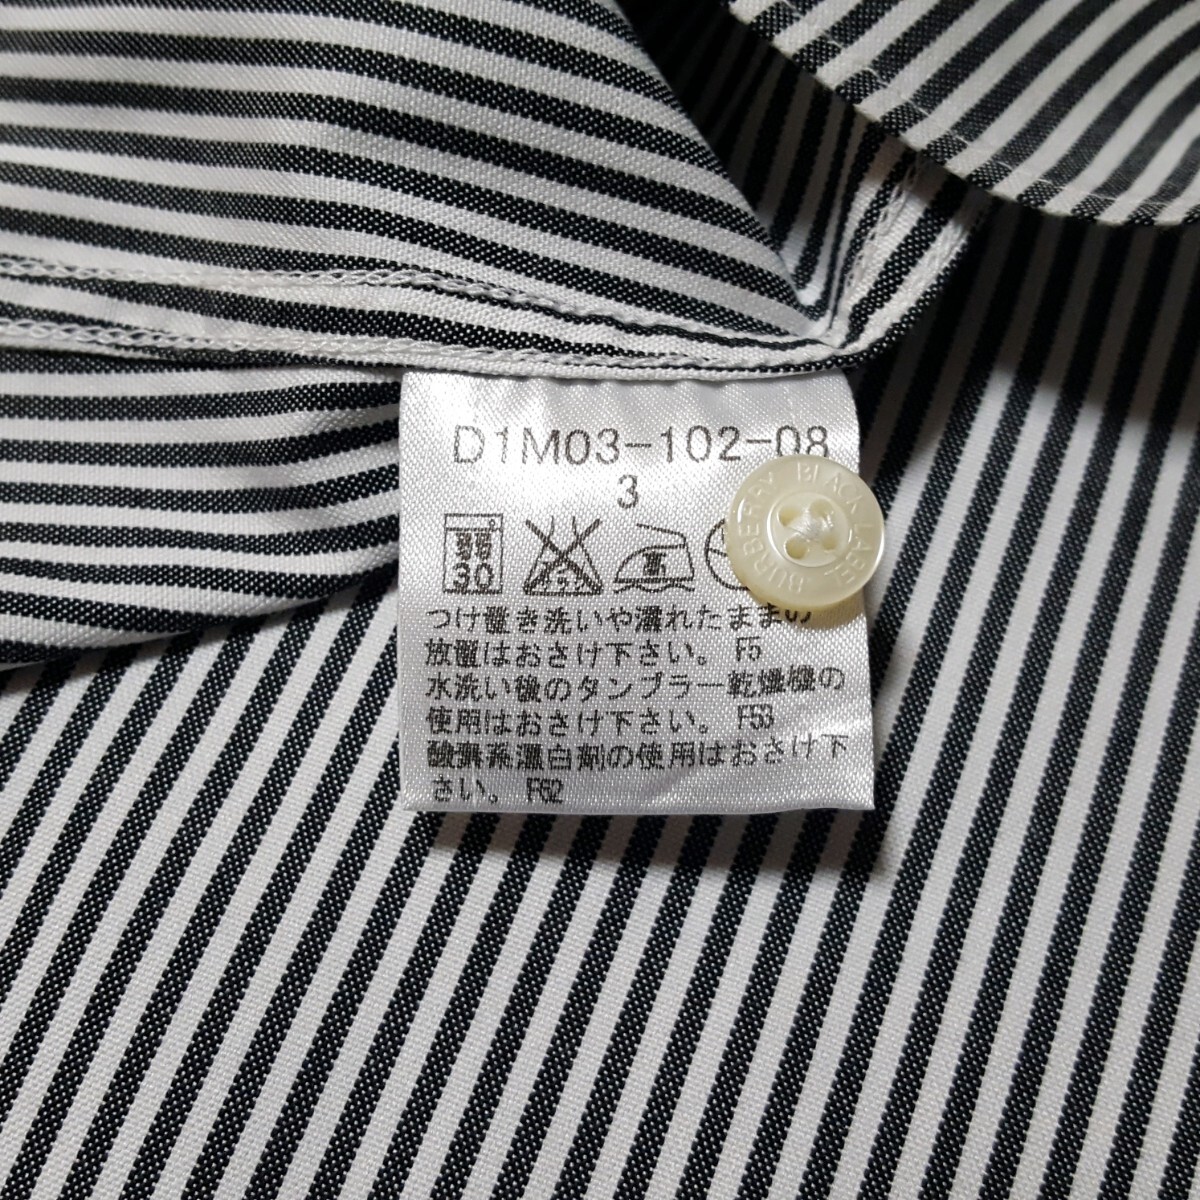 D1M03-102-08
3
30
BURBERRY BLACK LABEL
つけ置き洗いや濡れたままの
放置はおさけ下さい。 F5
水洗い後のタンブラー乾燥機の
使用はおさけ下さい。 F53
酸素系漂白剤の使用はおさけ下
さい。 F62